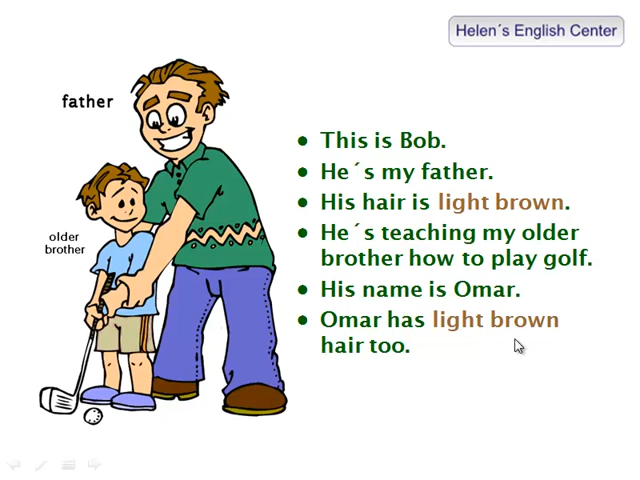 Helen´s English Center
father
older
brother
• This is Bob.
• He´s my father.
• His hair is light brown.
• He´s teaching my older
brother how to play golf.
• His name is Omar.
• Omar has light brown
hair too.